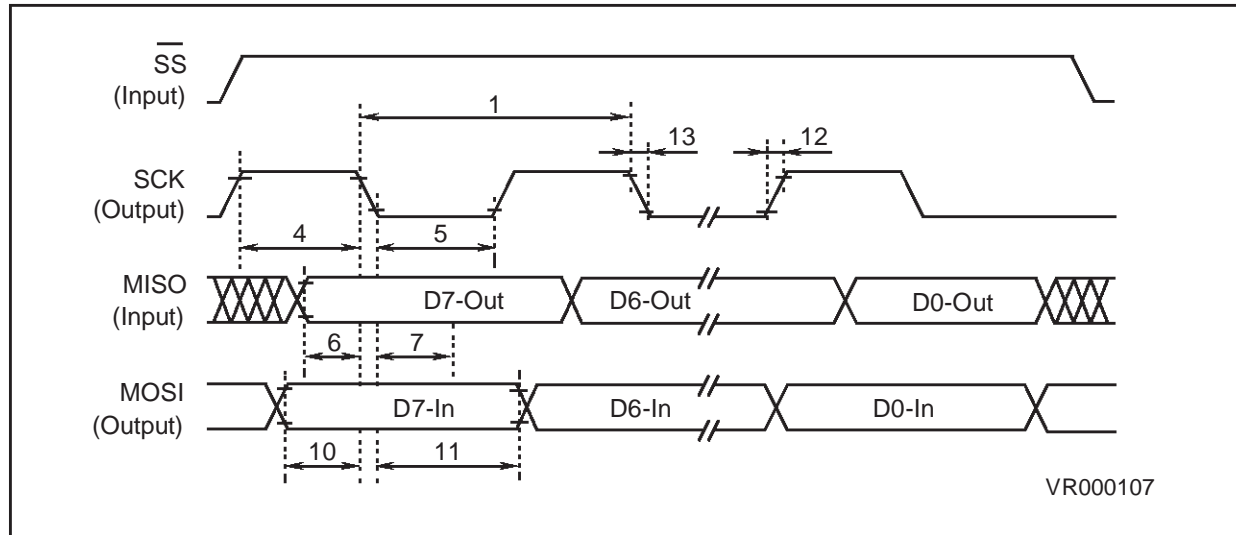 SS
(Input)
1
13
12
SCK
(Output)
4
5
MISO
(Input)
D7-Out
D6-Out
D0-Out
6
7
MOSI
(Output)
D7-In
D6-In
D0-In
10
11
VR000107